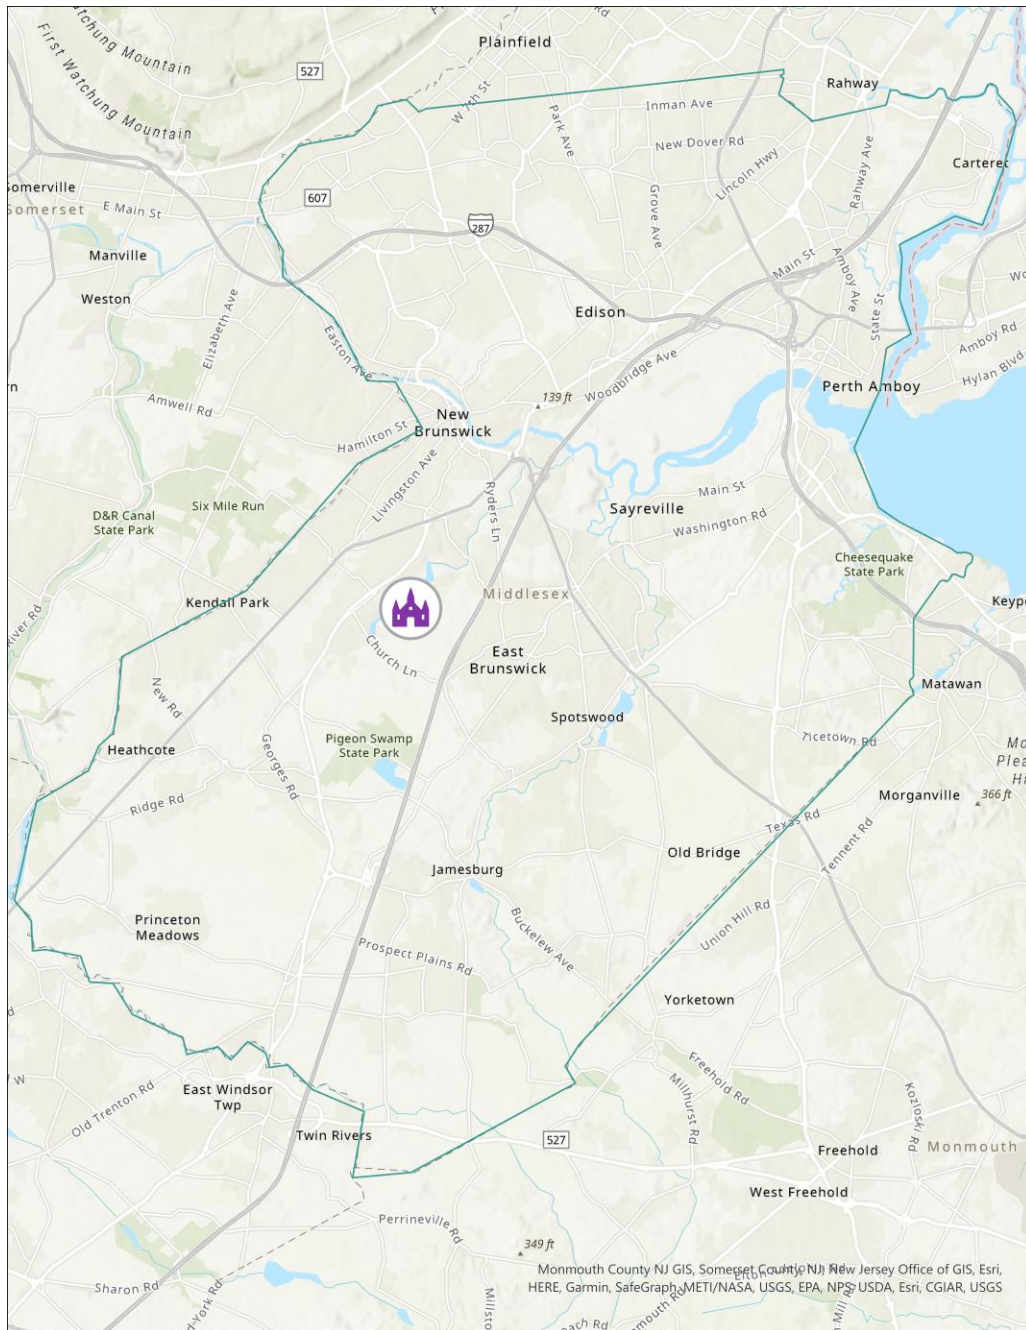 Watchung Mountain
First Watchung Mountain
Plainfield
527
W 7th St
Rahway
Inman Ave
Park Ave
New Dover Rd
Lincoln Hwy
Rahway Ave
Carteret
Somerville
Somerset
E Main St
607
Grove Ave
287
Manville
Main St
Amboy Ave
Weston
Elizabeth Ave
Edison
State St
Easton Ave
Amboy Rd
Woodbridge Ave
Hylan Blvd
Perth Amboy
139 ft
Amwell Rd
New
Brunswick
Hamilton St
Livingston Ave
Ryders Ln
Main St
Six Mile Run
D&R Canal
State Park
Sayreville
Washington Rd
Cheesequake
State Park
Middlesex
Kendall Park
Keyp
River Rd
Church Ln
East
Brunswick
New Rd
Matawan
Spotswood
Pigeon Swamp
State Park
Heathcote
Georges Rd
Ticetown Rd
Ridge Rd
Morganville
366 ft
Texas Rd
Tennent Rd
Old Bridge
Jamesburg
Princeton
Meadows
Buckelew Ave
Union Hill Rd
Prospect Plains Rd
Yorketown
East Windsor
Twp
Old Trenton Rd
Freehold Rd
Millhurst Rd
Kozloski Rd
Twin Rivers
527
Freehold
Monmouth
West Freehold
Perrineville Rd
349 ft
Sharon Rd
Monmouth County NJ GIS, Somerset County NJ, New Jersey Office of GIS, Esri,
HERE, Garmin, SafeGraph, METI/NASA, USGS, EPA, NPS, USDA, Esri, CGIAR, USGS